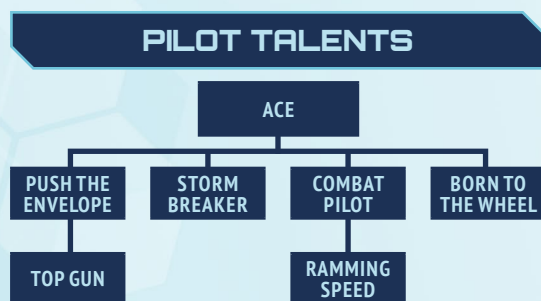 PILOT TALENTS
ACE
PUSH THE
ENVELOPE
STORM
BREAKER
COMBAT
PILOT
BORN TO
THE WHEEL
TOP GUN
RAMMING
SPEED